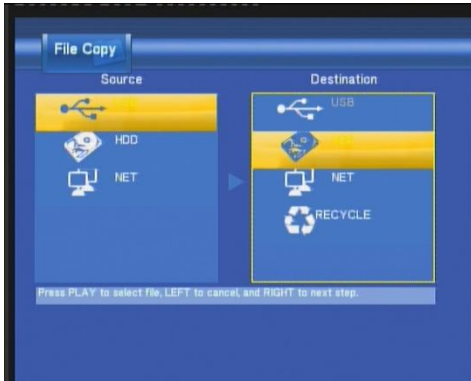 File Copy
Source
Destination
USB
HDD
NET
NET
RECYCLE
Press PLAY to select file, LEFT to cancel, and RIGHT to next step.